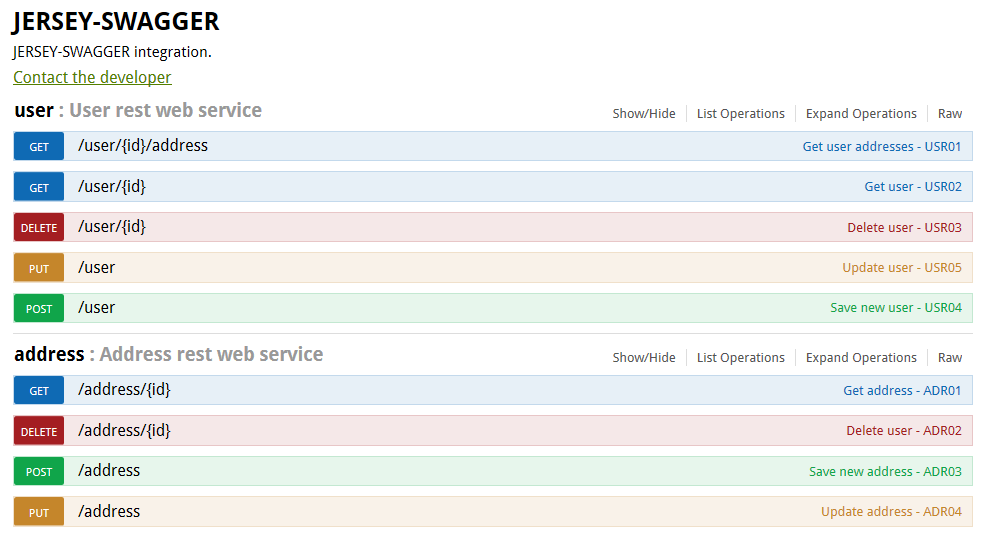 JERSEY-SWAGGER
JERSEY-SWAGGER integration.
Contact the developer
user : User rest web service Show/Hide List Operations Expand Operations Raw
GET /user/{id}/address Get user addresses - USR01
GET /user/{id} Get user - USR02
DELETE /user/{id} Delete user - USR03
PUT /user Update user - USR05
POST /user Save new user - USR04
address : Address rest web service Show/Hide List Operations Expand Operations Raw
GET /address/{id} Get address - ADR01
DELETE /address/{id} Delete user - ADR02
POST /address Save new address - ADR03
PUT /address Update address - ADR04